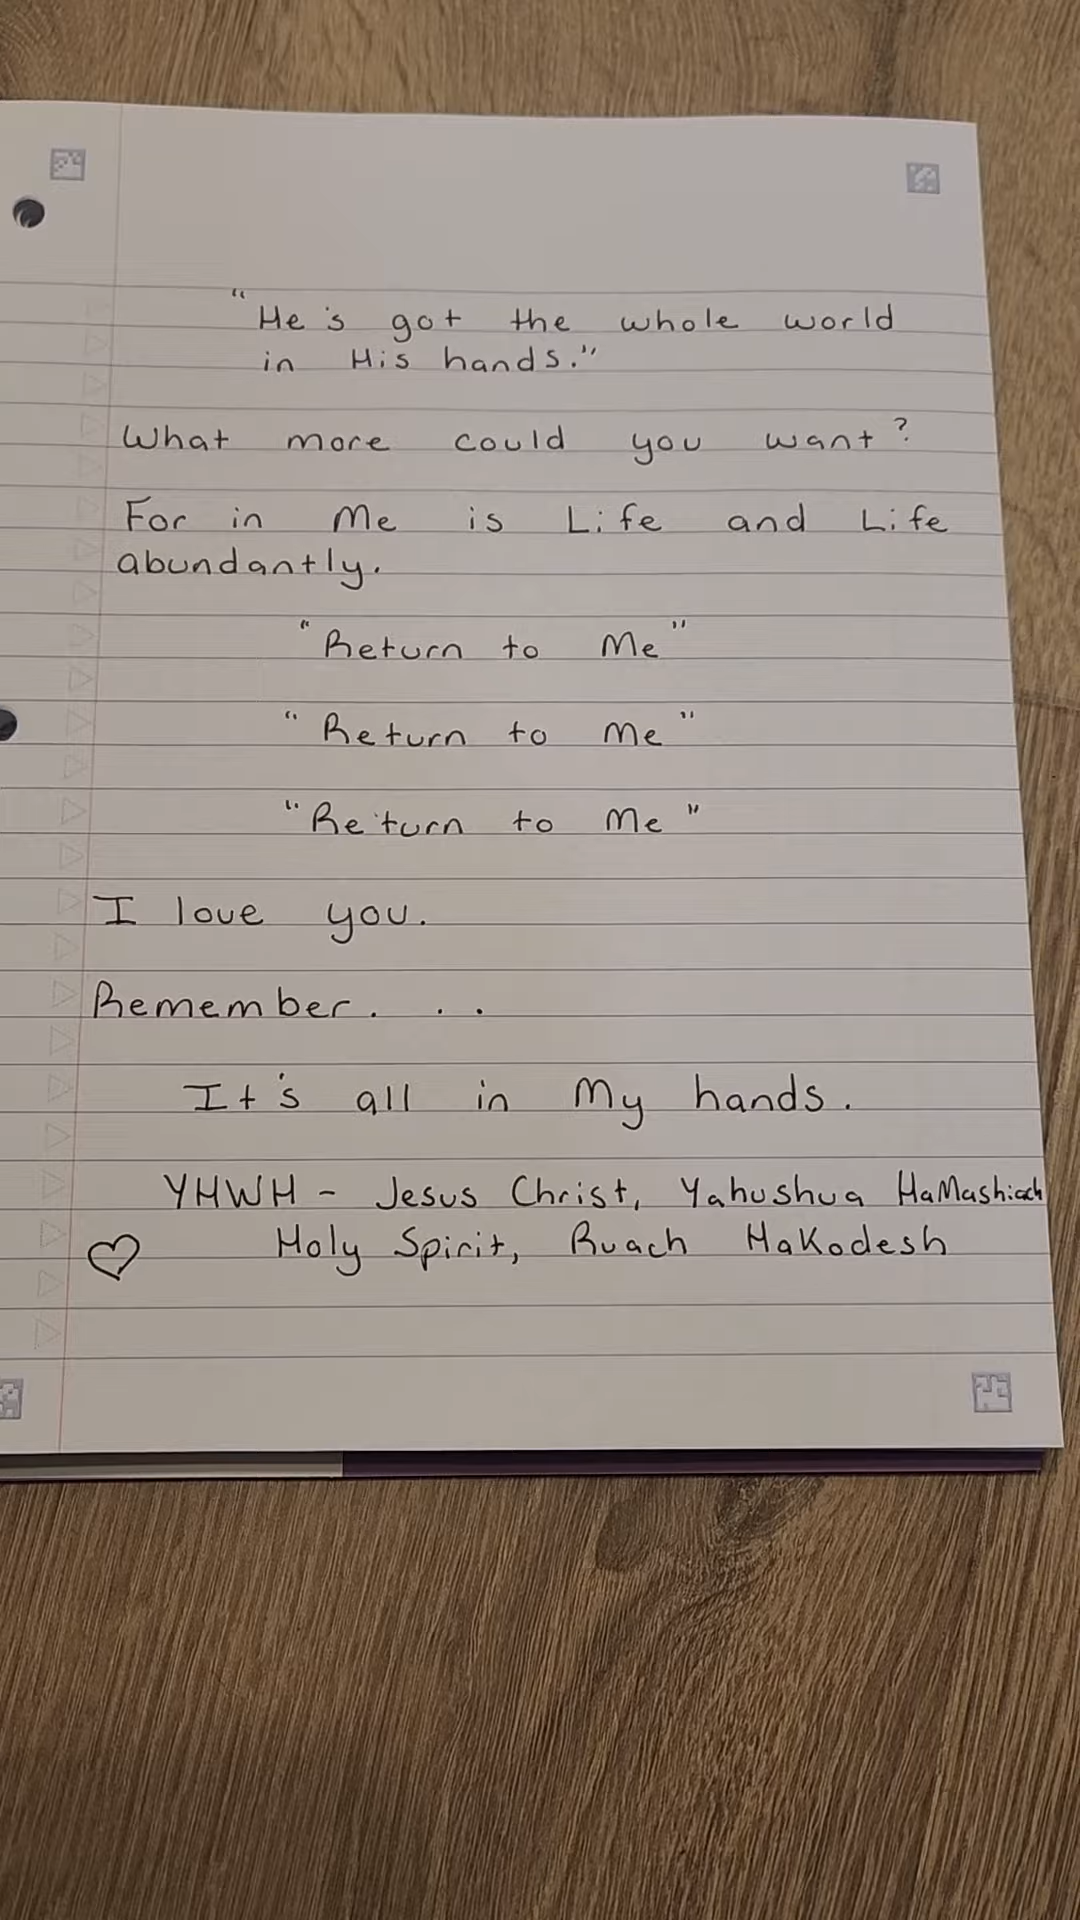 "He's got the whole world
in His hands."
What more could you want?
For in Me is Life and Life
abundantly.
"Return to Me"
"Return to Me"
"Return to Me"
I love you.
Remember. . .
It's all in My hands.
YHWH - Jesus Christ, Yahushua HaMashiach
Holy Spirit, Ruach HaKodesh